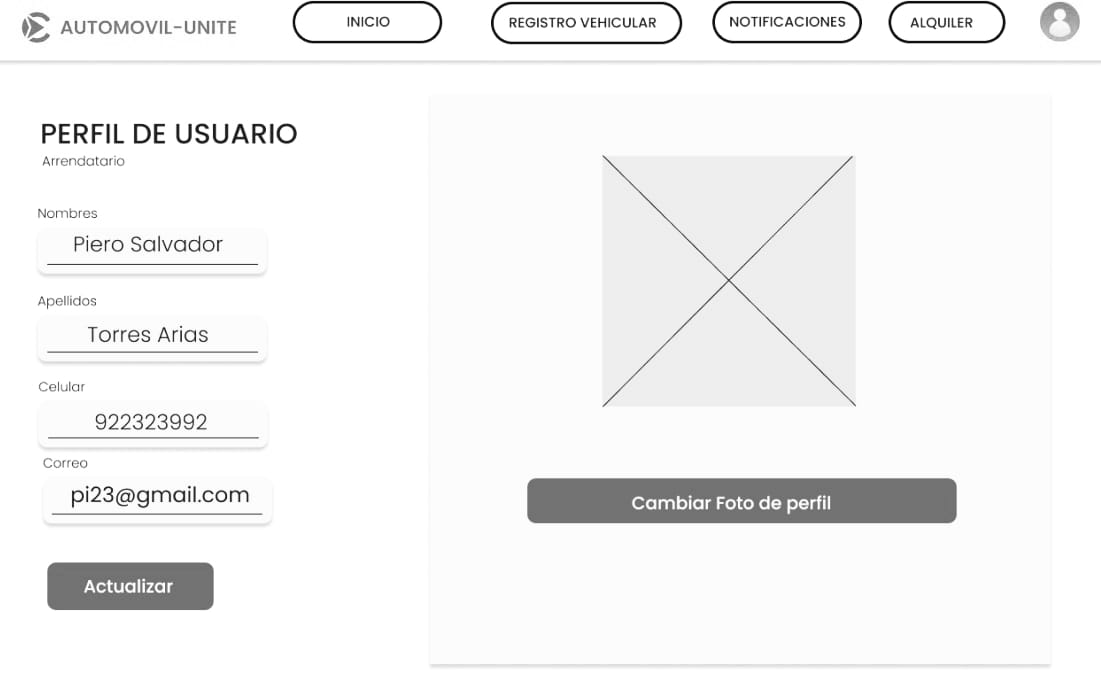 AUTOMOVIL-UNITE
INICIO
REGISTRO VEHICULAR
NOTIFICACIONES
ALQUILER
PERFIL DE USUARIO
Arrendatario
Nombres
Piero Salvador
Apellidos
Torres Arias
Celular
922323992
Correo
pi23@gmail.com
Actualizar
Cambiar Foto de perfil